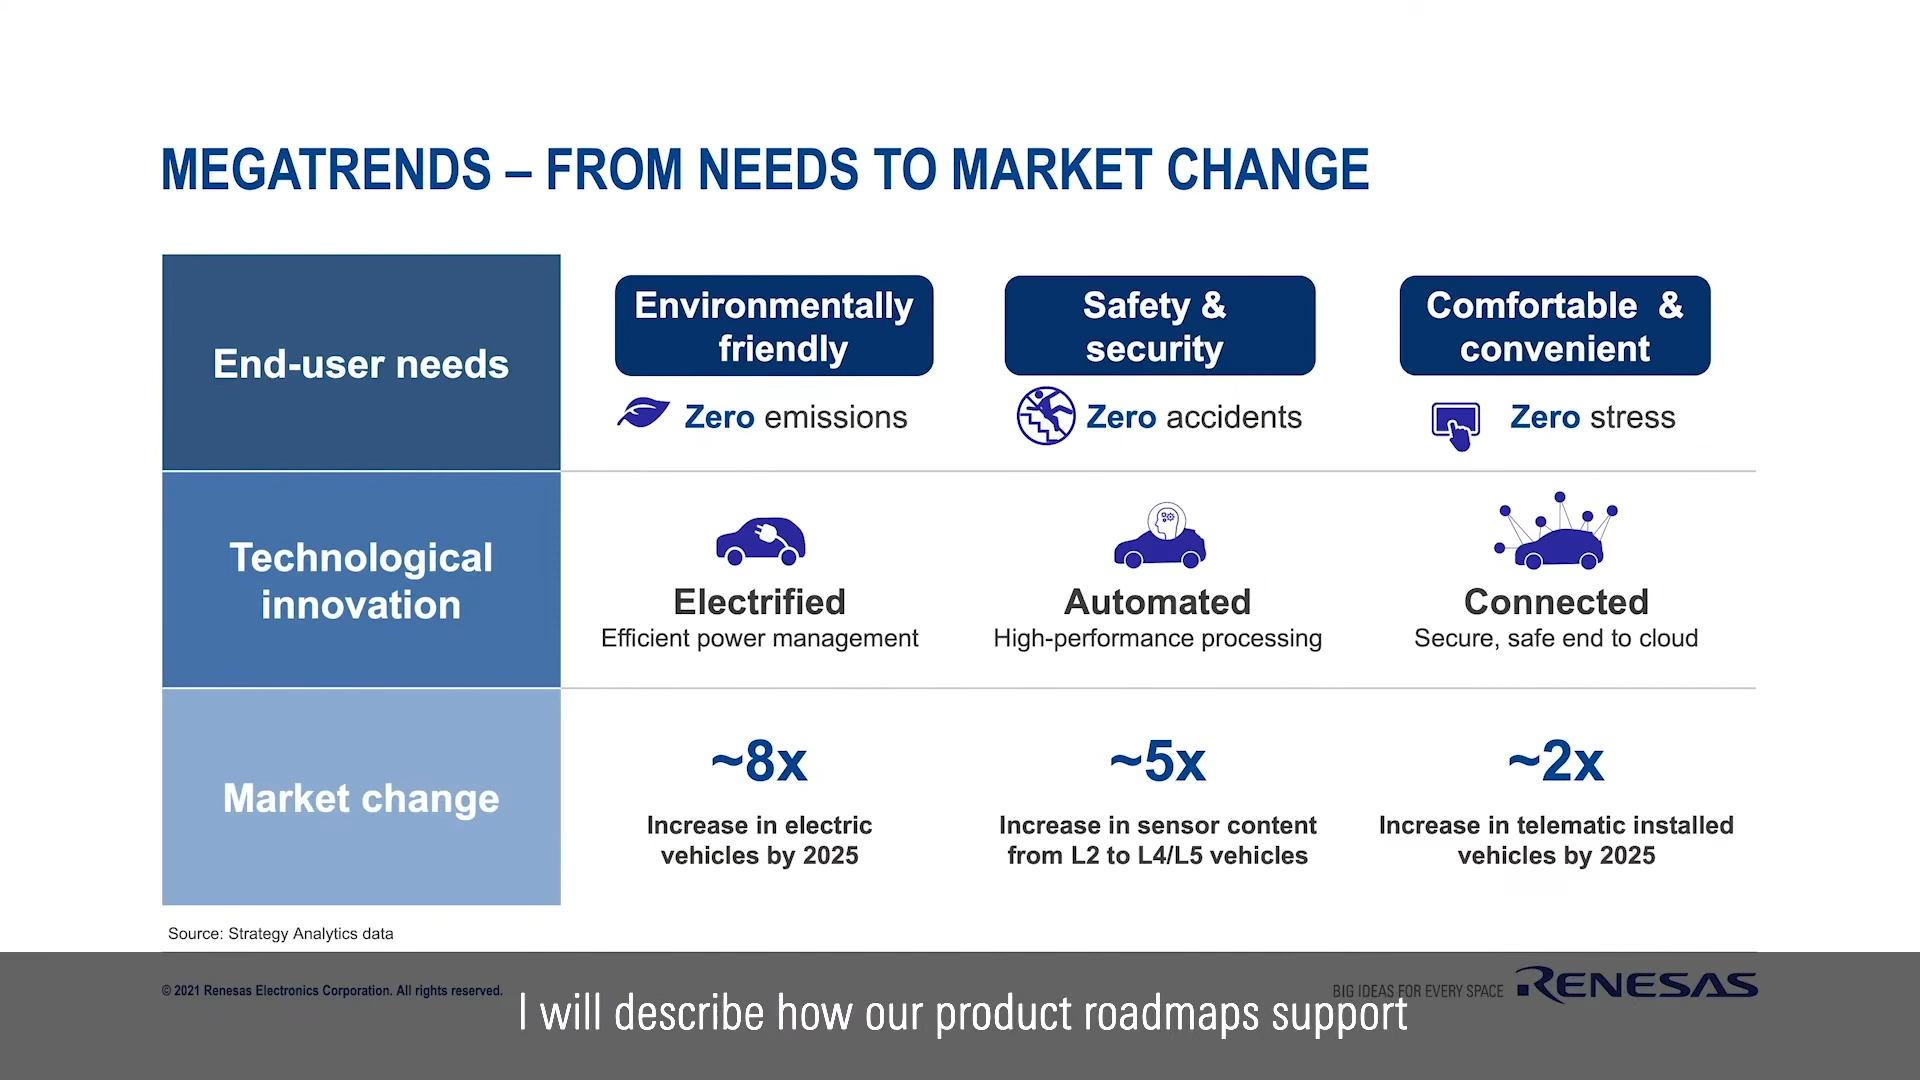 MEGATRENDS – FROM NEEDS TO MARKET CHANGE
End-user needs
Environmentally
friendly
Zero emissions
Safety &
security
Zero accidents
Comfortable &
convenient
Zero stress
Technological
innovation
Electrified
Efficient power management
Automated
High-performance processing
Connected
Secure, safe end to cloud
Market change
~8x
Increase in electric
vehicles by 2025
~5x
Increase in sensor content
from L2 to L4/L5 vehicles
~2x
Increase in telematic installed
vehicles by 2025
Source: Strategy Analytics data
© 2021 Renesas Electronics Corporation. All rights reserved.
BIG IDEAS FOR EVERY SPACE RENESAS
I will describe how our product roadmaps support